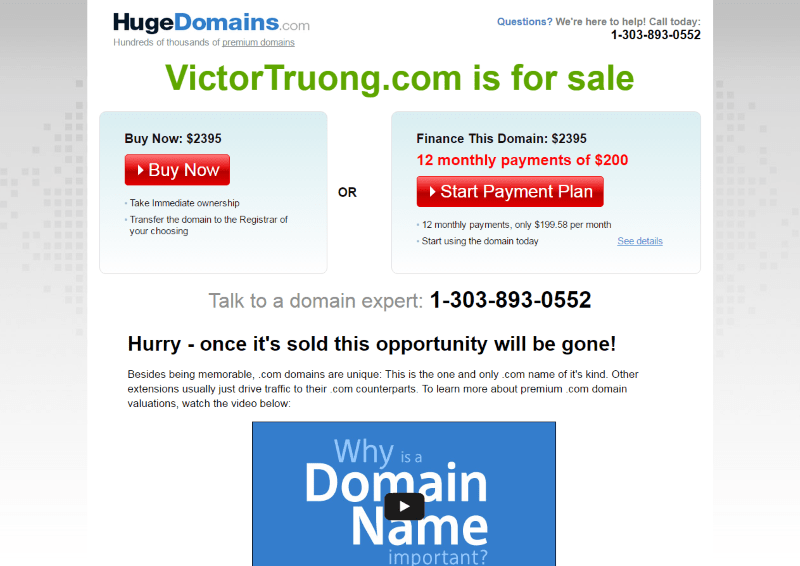 HugeDomains.com
Hundreds of thousands of premium domains
Questions? We're here to help! Call today:
1-303-893-0552
VictorTruong.com is for sale
Buy Now: $2395
Buy Now
• Take Immediate ownership
• Transfer the domain to the Registrar of
your choosing
OR
Finance This Domain: $2395
12 monthly payments of $200
Start Payment Plan
• 12 monthly payments, only $199.58 per month
• Start using the domain today
See details
Talk to a domain expert: 1-303-893-0552
Hurry - once it's sold this opportunity will be gone!
Besides being memorable, .com domains are unique: This is the one and only .com name of it's kind. Other
extensions usually just drive traffic to their .com counterparts. To learn more about premium .com domain
valuations, watch the video below:
Why is a
Domain
Name
important?